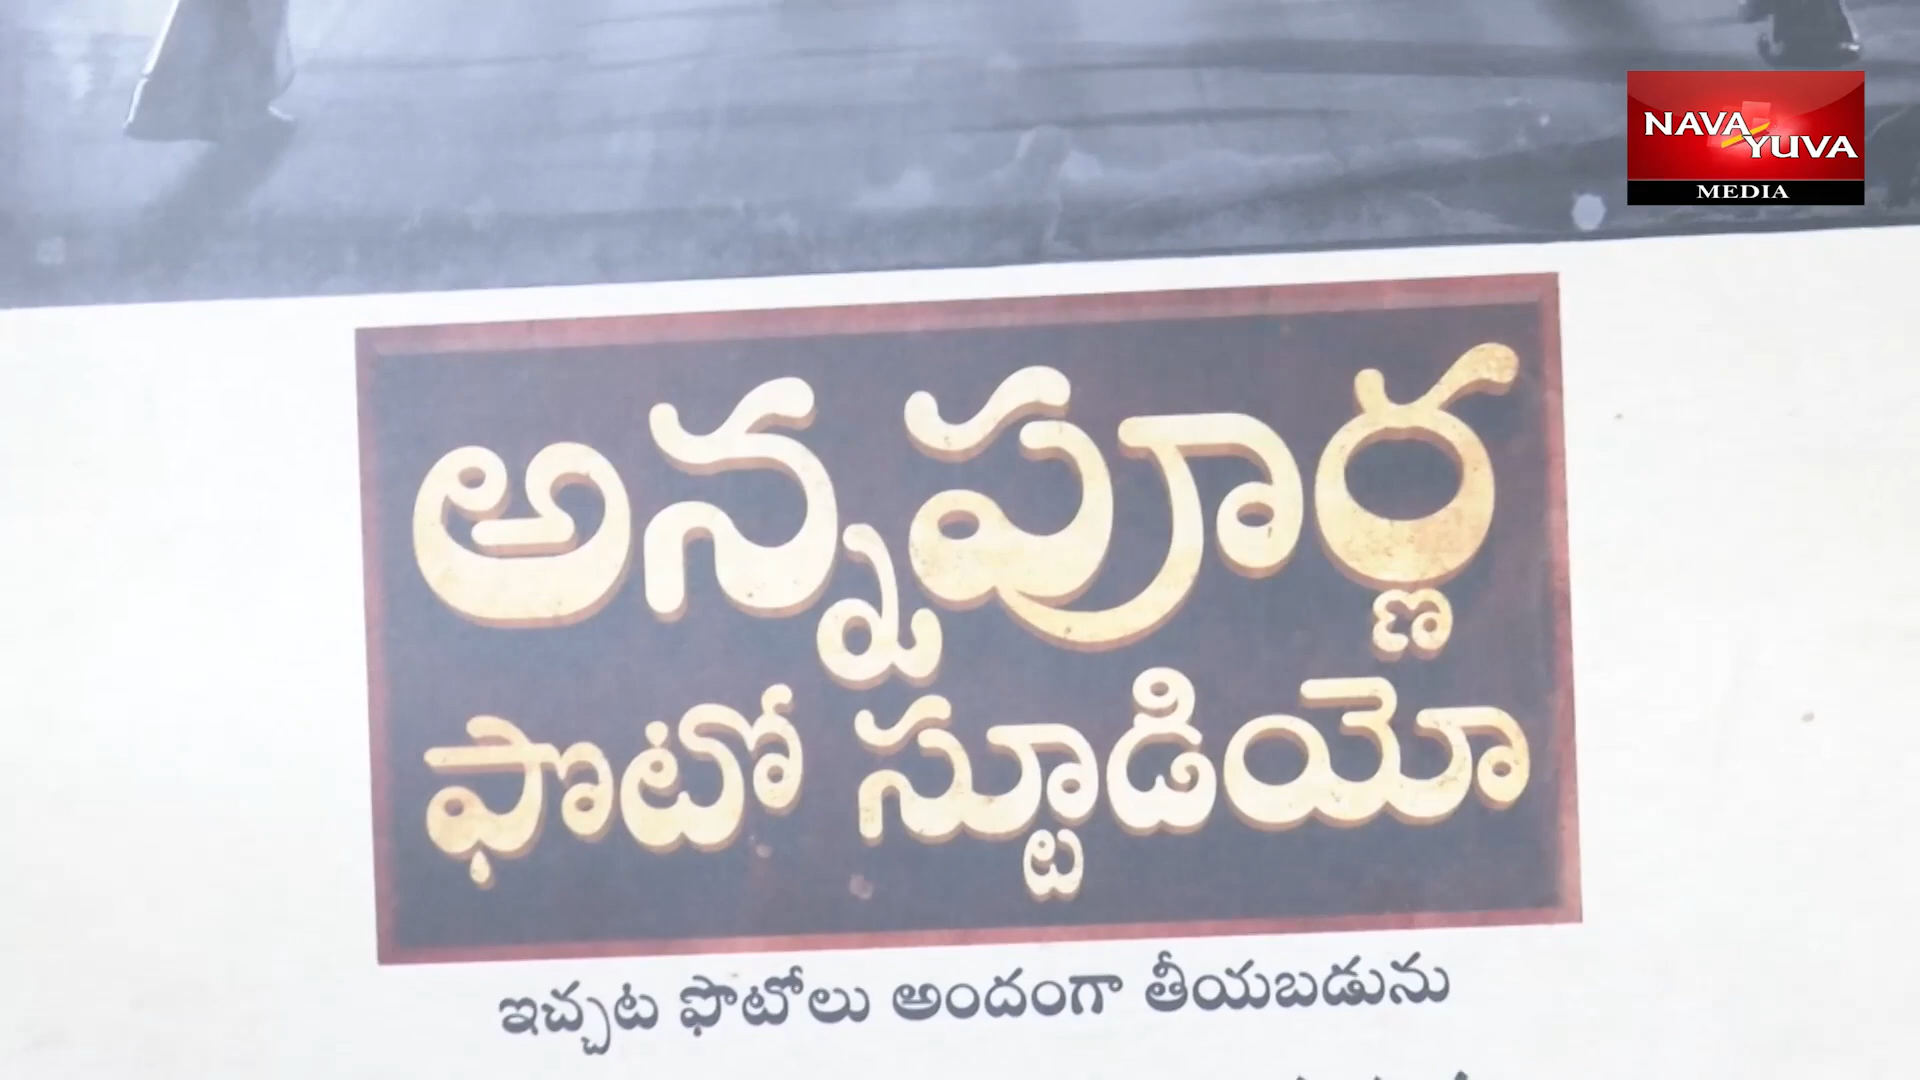 NAVA
YUVA
MEDIA
అన్నపూర్ణ
ఫొటో స్టూడియో
ఇచ్చట ఫొటోలు అందంగా తీయబడును